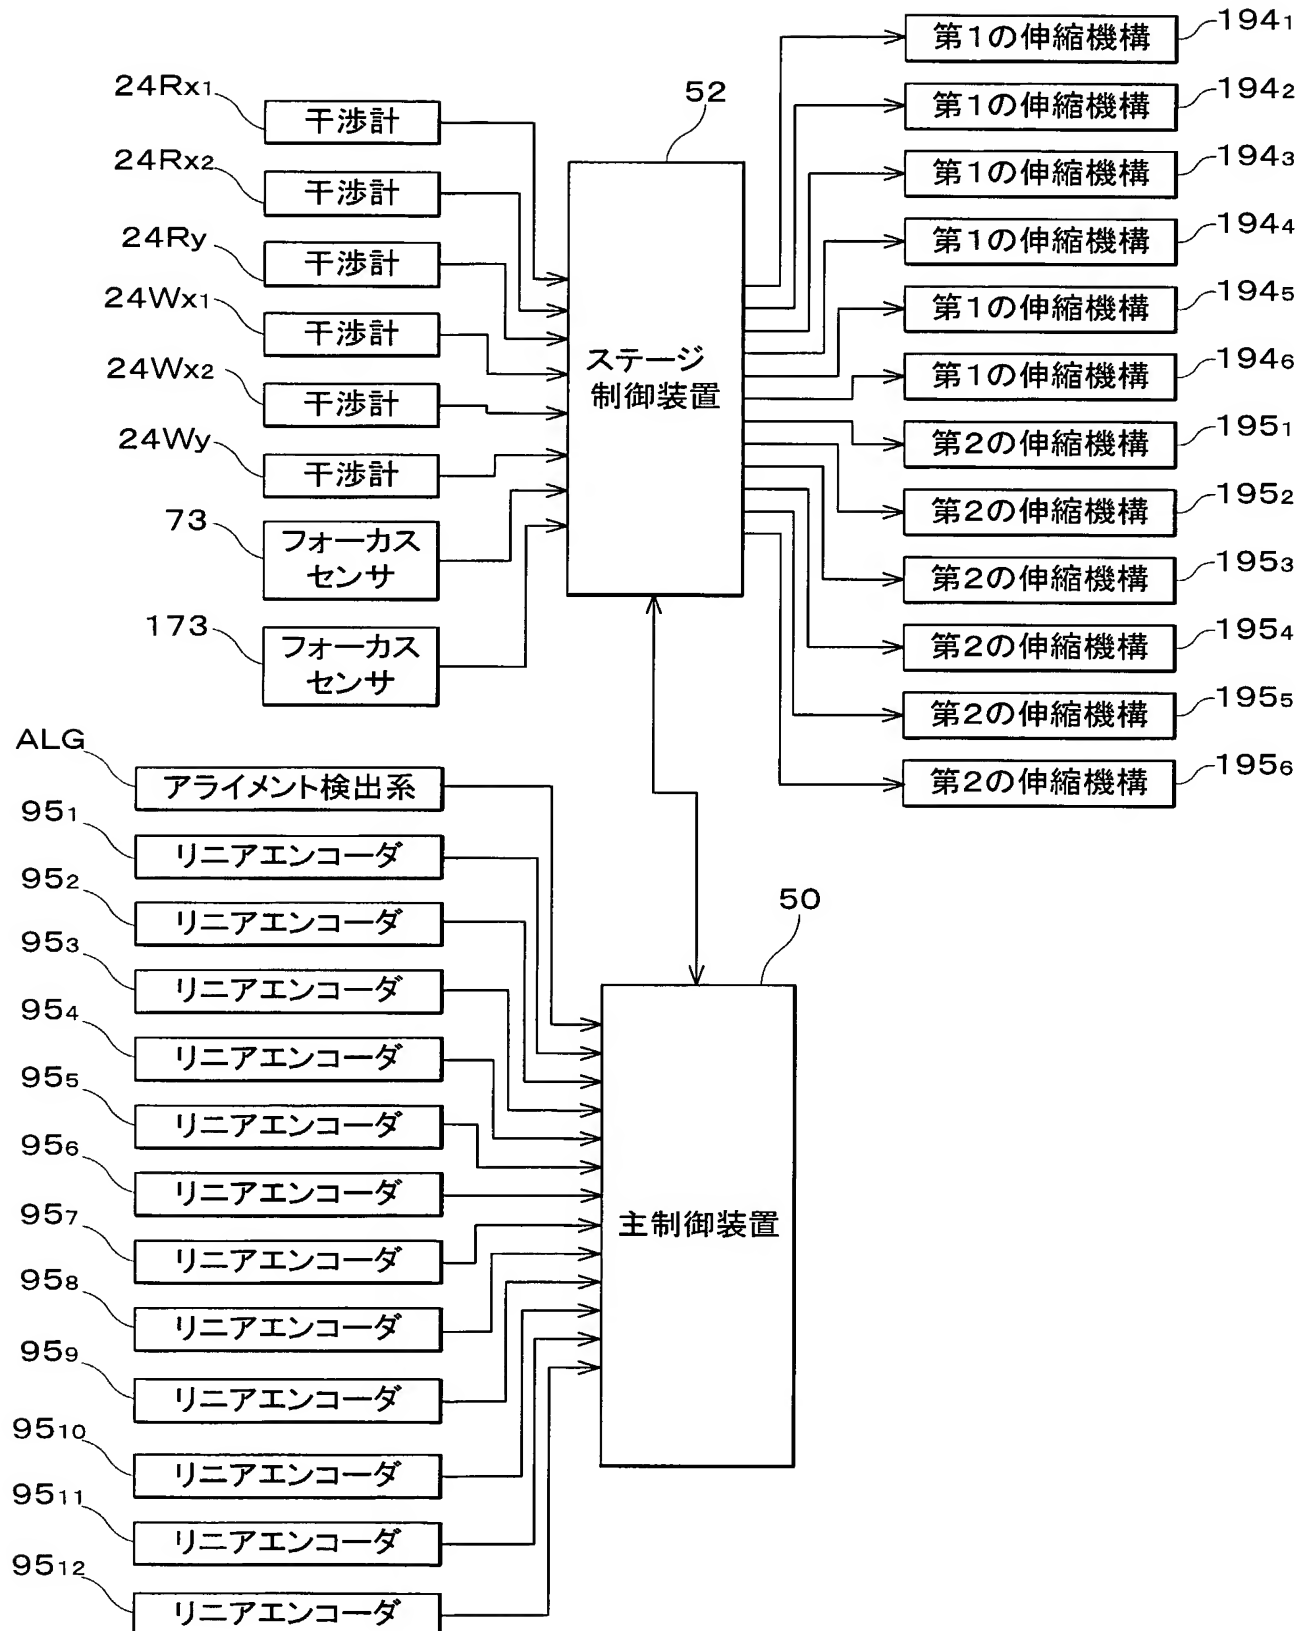 24Rx1
干渉計
24Rx2
干渉計
24Ry
干渉計
24Wx1
干渉計
24Wx2
干渉計
24Wy
干渉計
73
フォーカス
センサ
173
フォーカス
センサ
52
ステージ
制御装置
第1の伸縮機構
1941
第1の伸縮機構
1942
第1の伸縮機構
1943
第1の伸縮機構
1944
第1の伸縮機構
1945
第1の伸縮機構
1946
第2の伸縮機構
1951
第2の伸縮機構
1952
第2の伸縮機構
1953
第2の伸縮機構
1954
第2の伸縮機構
1955
第2の伸縮機構
1956
ALG
アライメント検出系
951
リニアエンコーダ
952
リニアエンコーダ
953
リニアエンコーダ
954
リニアエンコーダ
955
リニアエンコーダ
956
リニアエンコーダ
957
リニアエンコーダ
958
リニアエンコーダ
959
リニアエンコーダ
9510
リニアエンコーダ
9511
リニアエンコーダ
9512
リニアエンコーダ
50
主制御装置